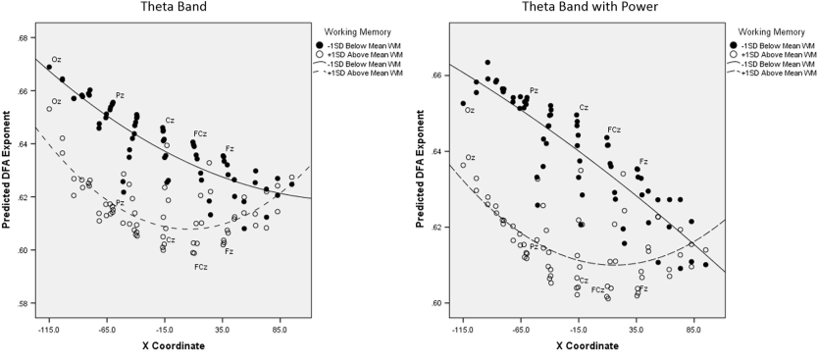 Theta Band
Working Memory
-1SD Below Mean WM
+1SD Above Mean WM
-1SD Below Mean WM
+1SD Above Mean WM
Predicted DFA Exponent
.68
.66
.64
.62
.60
.58
Oz
Oz
Pz
Pz
Cz
Cz
FCz
FCz
Fz
Fz
-115.0
-65.0
-15.0
35.0
85.0
X Coordinate
Theta Band with Power
Working Memory
-1SD Below Mean WM
+1SD Above Mean WM
-1SD Below Mean WM
+1SD Above Mean WM
Predicted DFA Exponent
.66
.64
.62
.60
Oz
Oz
Pz
Pz
Cz
Cz
FCz
FCz
Fz
Fz
-115.0
-65.0
-15.0
35.0
85.0
X Coordinate